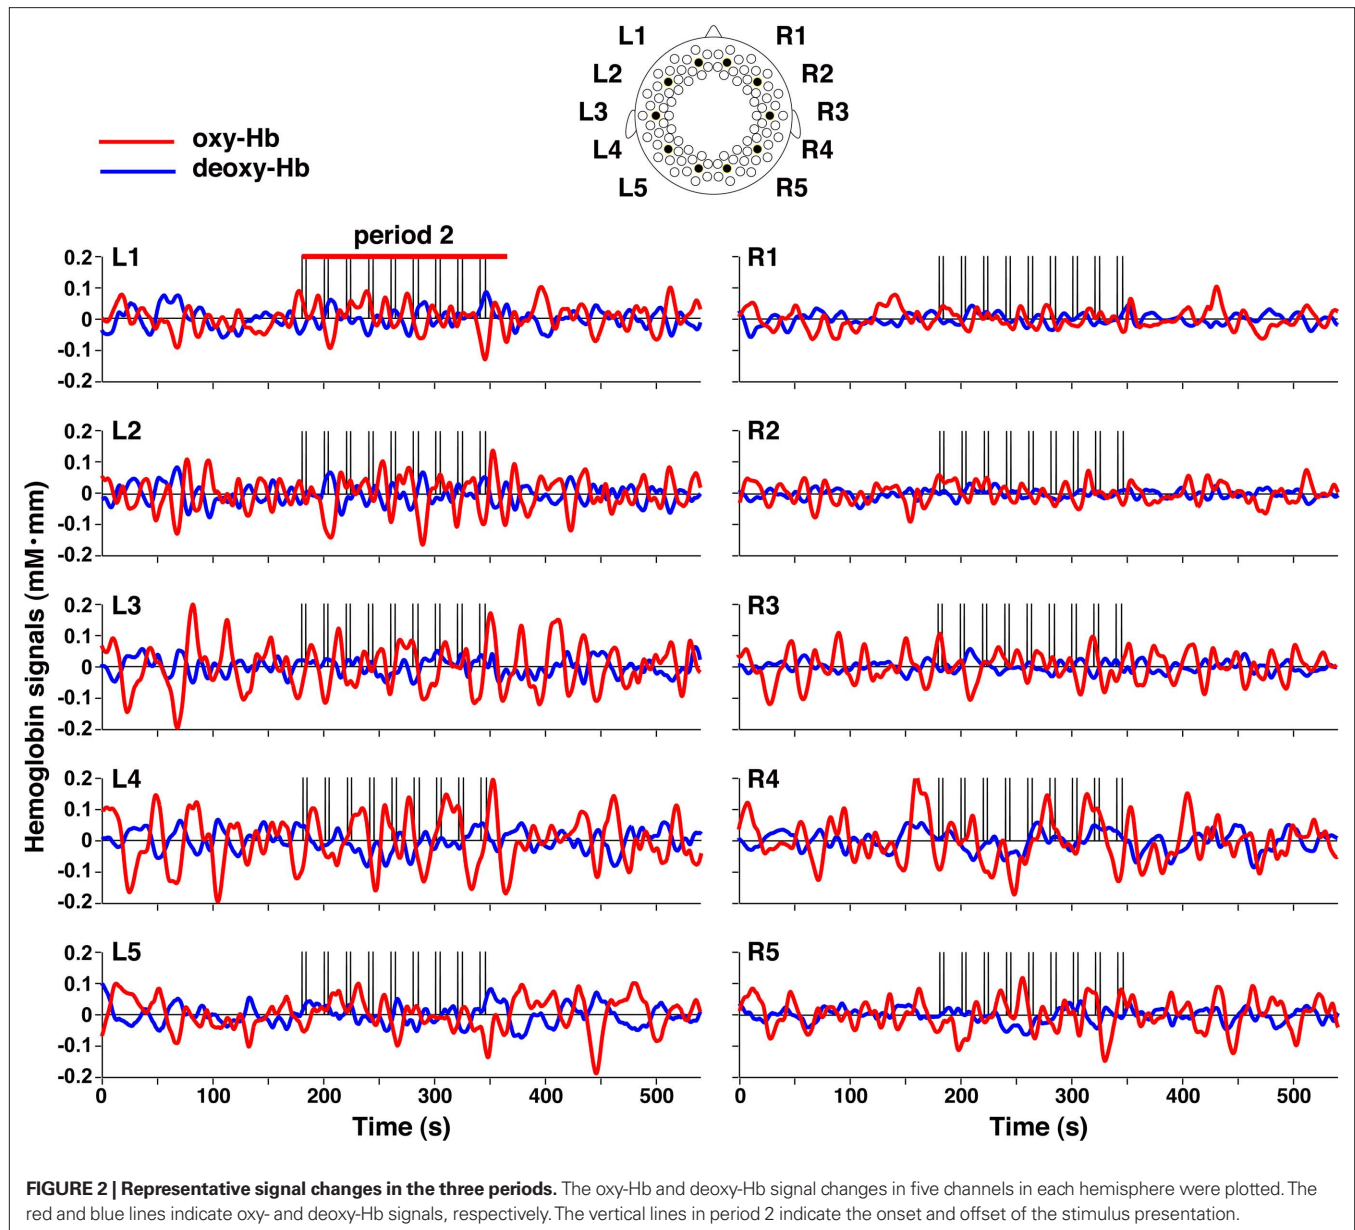 L1 R1
L2 R2
L3 R3
L4 R4
L5 R5
oxy-Hb
deoxy-Hb
Hemoglobin signals (mM·mm)
period 2
L1
0.2
0.1
0
-0.1
-0.2
R1
L2
0.2
0.1
0
-0.1
-0.2
R2
L3
0.2
0.1
0
-0.1
-0.2
R3
L4
0.2
0.1
0
-0.1
-0.2
R4
L5
0.2
0.1
0
-0.1
-0.2
R5
0 100 200 300 400 500
Time (s)
0 100 200 300 400 500
Time (s)
FIGURE 2 | Representative signal changes in the three periods. The oxy-Hb and deoxy-Hb signal changes in five channels in each hemisphere were plotted. The
red and blue lines indicate oxy- and deoxy-Hb signals, respectively. The vertical lines in period 2 indicate the onset and offset of the stimulus presentation.